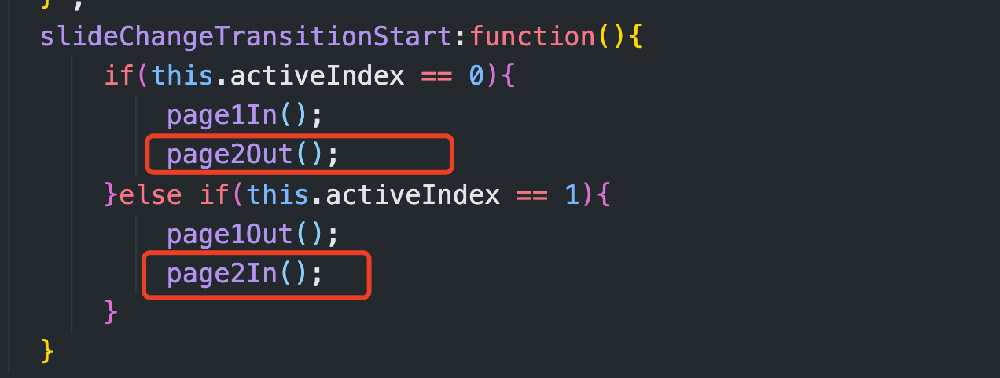 } ,
slideChangeTransitionStart:function(){
if(this.activeIndex == 0){
page1In();
page2Out();
}else if(this.activeIndex == 1){
page1Out();
page2In();
}
}